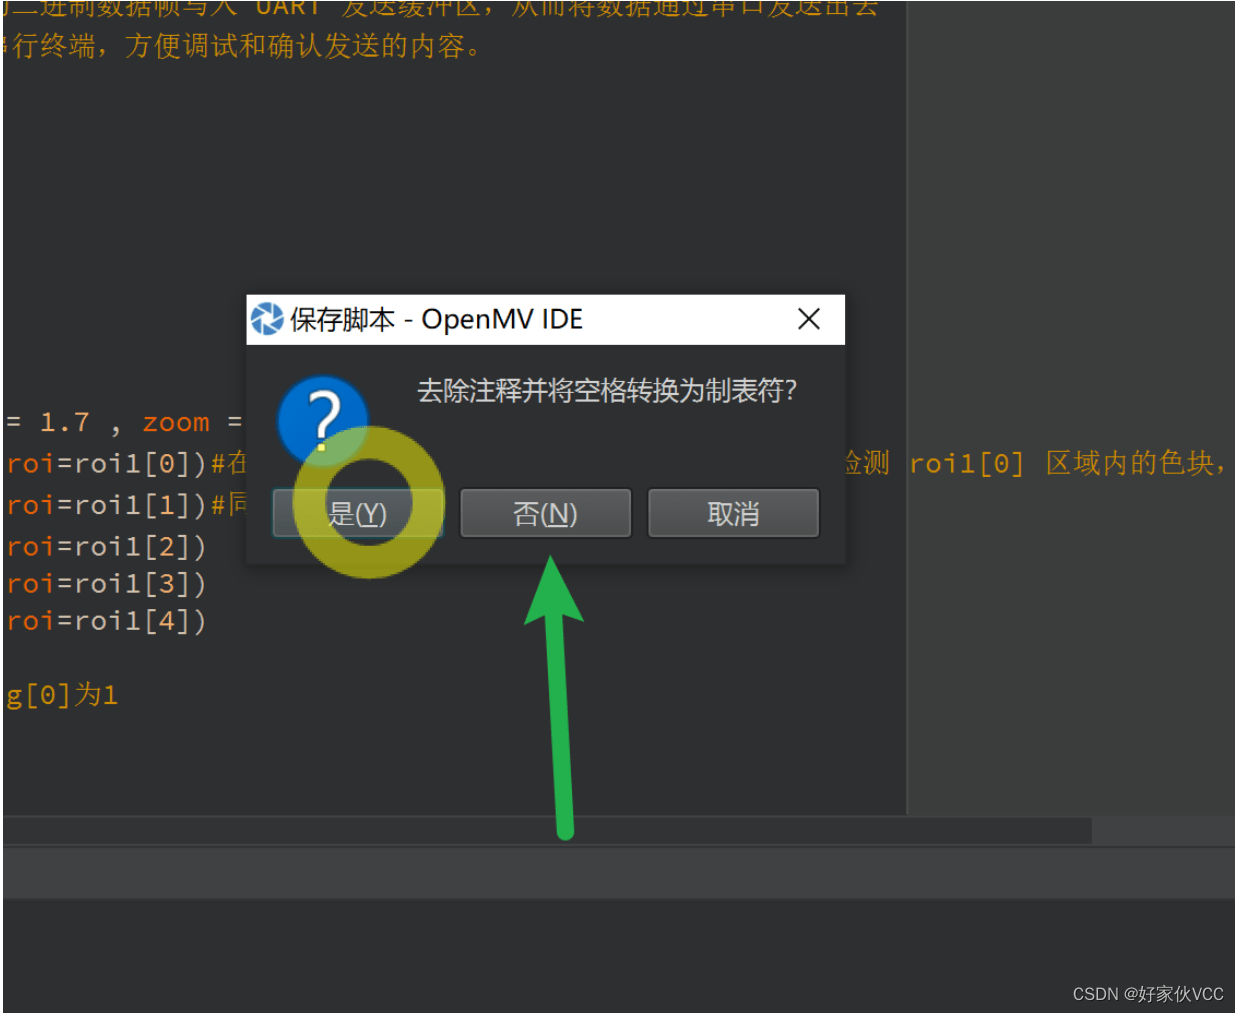 二进制数据帧写入 UART 发送缓冲区，从而将数据通过串口发送出去
行终端，方便调试和确认发送的内容。
保存脚本 - OpenMV IDE
去除注释并将空格转换为制表符?
= 1.7 , zoom =
roi=roi1[0])#在 检测 roi1[0] 区域内的色块，
roi=roi1[1])#同
是(Y) 否(N) 取消
roi=roi1[2])
roi=roi1[3])
roi=roi1[4])
g[0]为1
CSDN @好家伙VCC